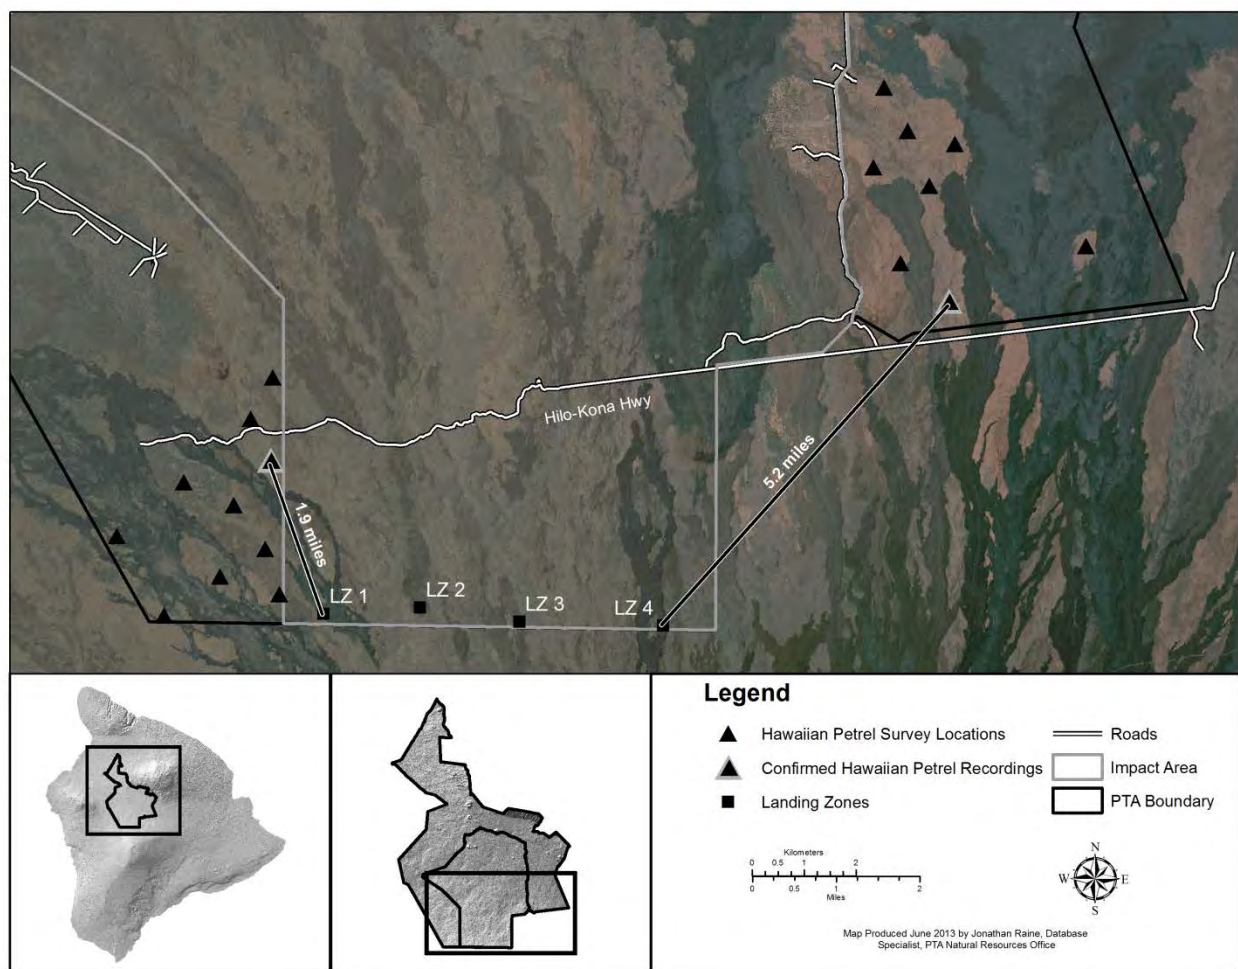 Hilo-Kona Hwy
5.2 miles
1.9 miles
LZ 1
LZ 2
LZ 3
LZ 4
Legend
Hawaiian Petrel Survey Locations
Confirmed Hawaiian Petrel Recordings
Landing Zones
Roads
Impact Area
PTA Boundary
Kilometers
0 0.5 1 2
0 0.5 1 2
Miles
N
W E
S
Map Produced June 2013 by Jonathan Raine, Database
Specialist, PTA Natural Resources Office